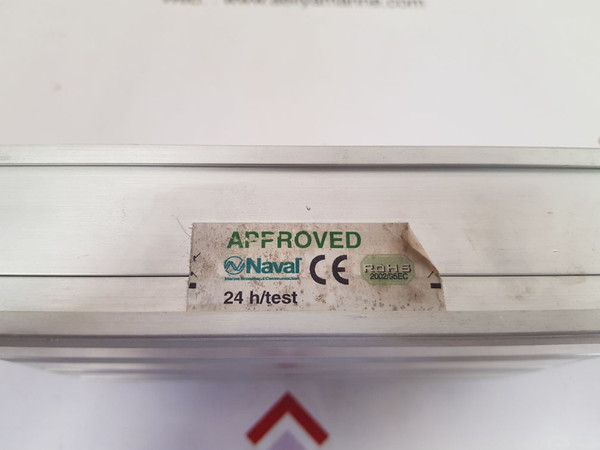 APPROVED
Naval
CE
ROHS
2002/95EC
24 h/test